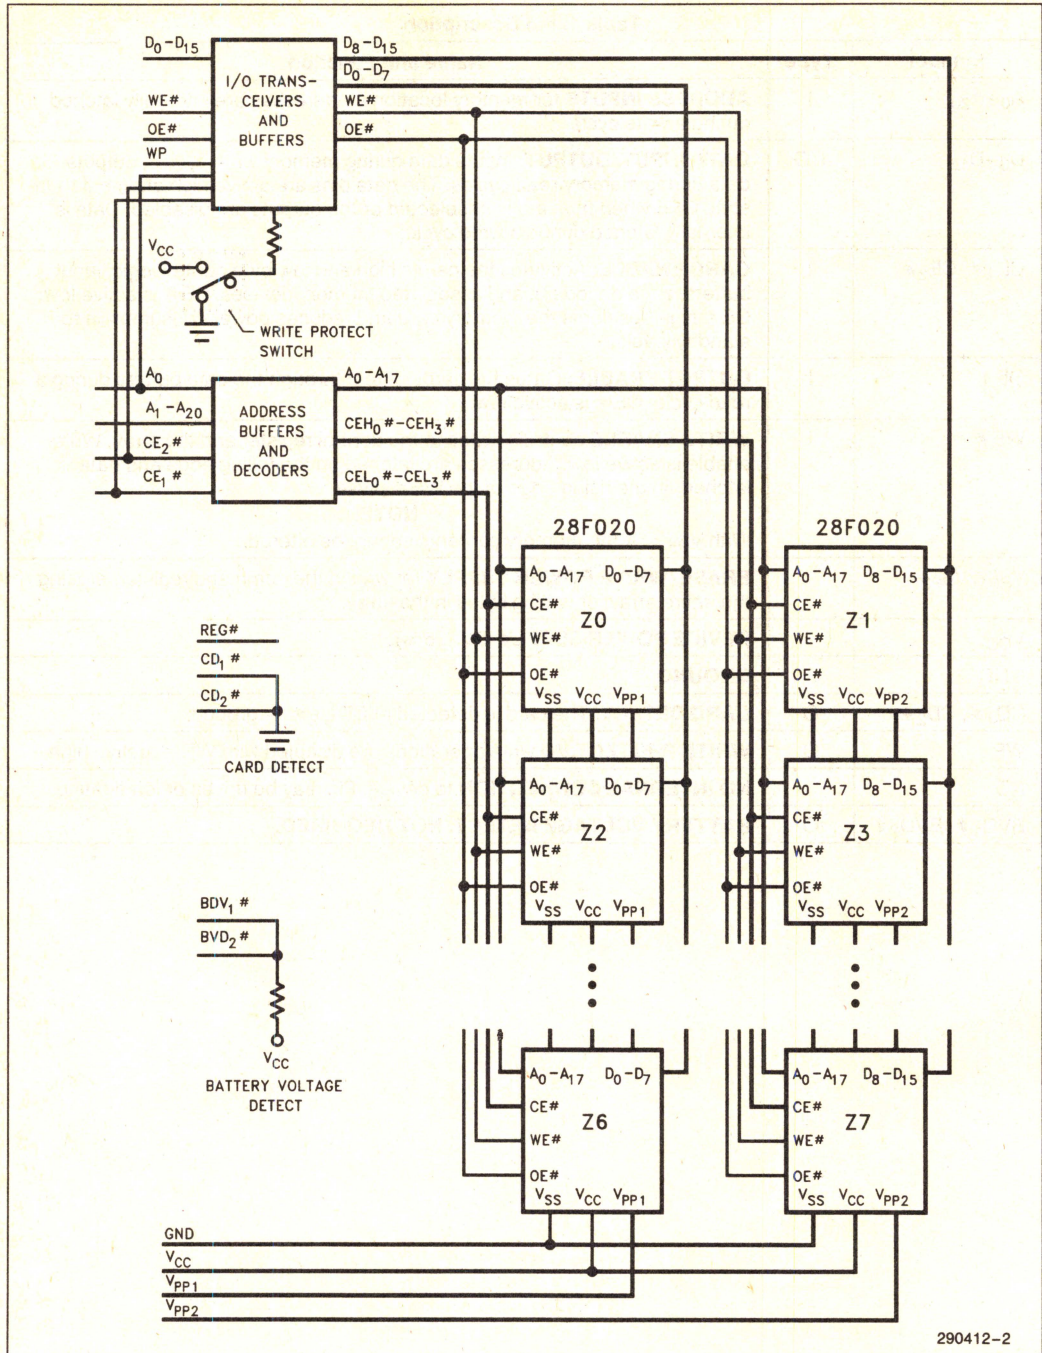 D0-D15
D8-D15
D0-D7
I/O TRANS-
CEIVERS
AND
BUFFERS
WE#
WE#
OE#
OE#
WP
VCC
WRITE PROTECT
SWITCH
A0
A0-A17
A1-A20
ADDRESS
BUFFERS
AND
DECODERS
CEH0#-CEH3#
CE2#
CEL0#-CEL3#
CE1#
28F020
28F020
A0-A17 D0-D7
CE#
Z0
WE#
OE#
VSS VCC VPP1
A0-A17 D8-D15
CE#
Z1
WE#
OE#
VSS VCC VPP2
REG#
CD1#
CD2#
CARD DETECT
A0-A17 D0-D7
CE#
Z2
WE#
OE#
VSS VCC VPP1
A0-A17 D8-D15
CE#
Z3
WE#
OE#
VSS VCC VPP2
BDV1#
BVD2#
VCC
BATTERY VOLTAGE
DETECT
A0-A17 D0-D7
CE#
Z6
WE#
OE#
VSS VCC VPP1
A0-A17 D8-D15
CE#
Z7
WE#
OE#
VSS VCC VPP2
GND
VCC
VPP1
VPP2
290412-2